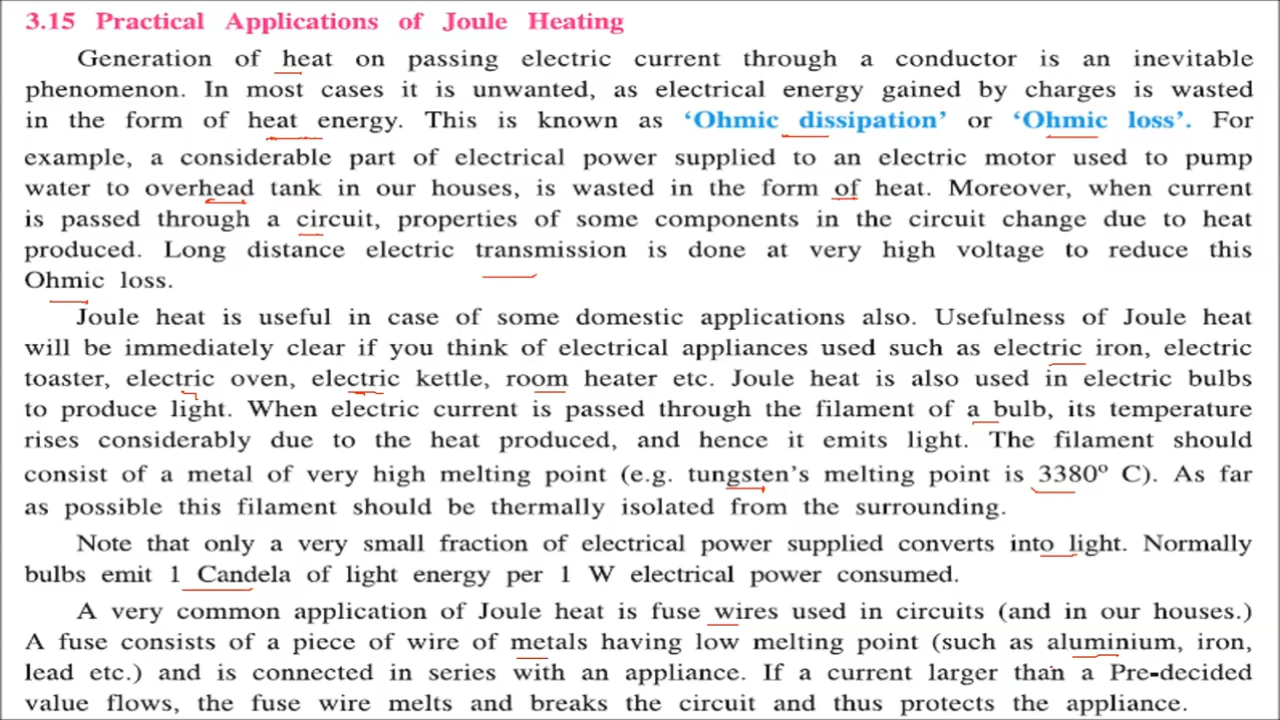 3.15 Practical Applications of Joule Heating
Generation of heat on passing electric current through a conductor is an inevitable
phenomenon. In most cases it is unwanted, as electrical energy gained by charges is wasted
in the form of heat energy. This is known as ‘Ohmic dissipation’ or ‘Ohmic loss’. For
example, a considerable part of electrical power supplied to an electric motor used to pump
water to overhead tank in our houses, is wasted in the form of heat. Moreover, when current
is passed through a circuit, properties of some components in the circuit change due to heat
produced. Long distance electric transmission is done at very high voltage to reduce this
Ohmic loss.
Joule heat is useful in case of some domestic applications also. Usefulness of Joule heat
will be immediately clear if you think of electrical appliances used such as electric iron, electric
toaster, electric oven, electric kettle, room heater etc. Joule heat is also used in electric bulbs
to produce light. When electric current is passed through the filament of a bulb, its temperature
rises considerably due to the heat produced, and hence it emits light. The filament should
consist of a metal of very high melting point (e.g. tungsten’s melting point is 3380º C). As far
as possible this filament should be thermally isolated from the surrounding.
Note that only a very small fraction of electrical power supplied converts into light. Normally
bulbs emit 1 Candela of light energy per 1 W electrical power consumed.
A very common application of Joule heat is fuse wires used in circuits (and in our houses.)
A fuse consists of a piece of wire of metals having low melting point (such as aluminium, iron,
lead etc.) and is connected in series with an appliance. If a current larger than a Pre-decided
value flows, the fuse wire melts and breaks the circuit and thus protects the appliance.